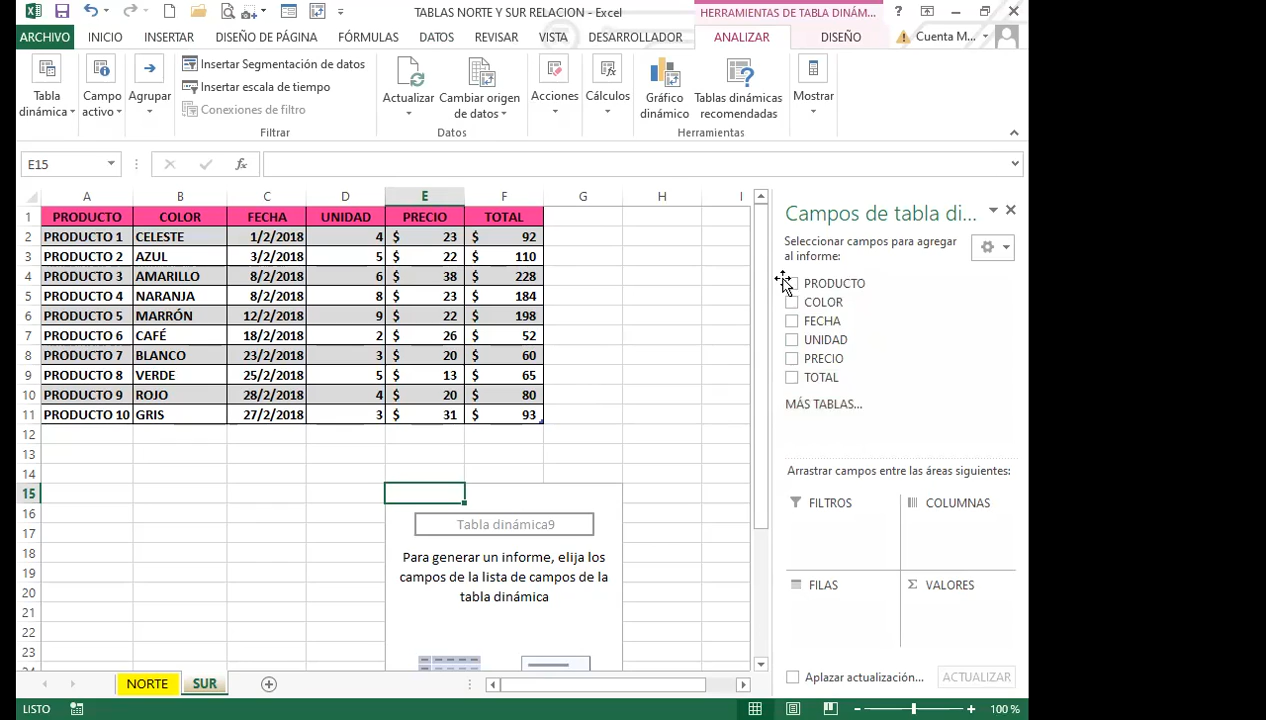 TABLAS NORTE Y SUR RELACION - Excel
HERRAMIENTAS DE TABLA DINÁM...
?
ARCHIVO INICIO INSERTAR DISEÑO DE PÁGINA FÓRMULAS DATOS REVISAR VISTA DESARROLLADOR ANALIZAR DISEÑO Cuenta M...
Tabla dinámica
Campo activo
Agrupar
Insertar Segmentación de datos
Insertar escala de tiempo
Conexiones de filtro
Filtrar
Actualizar
Cambiar origen de datos
Datos
Acciones
Cálculos
Gráfico dinámico
Tablas dinámicas recomendadas
Herramientas
Mostrar
E15
fx
A B C D E F G H I
1 PRODUCTO COLOR FECHA UNIDAD PRECIO TOTAL
2 PRODUCTO 1 CELESTE 1/2/2018 4 $ 23 $ 92
3 PRODUCTO 2 AZUL 3/2/2018 5 $ 22 $ 110
4 PRODUCTO 3 AMARILLO 8/2/2018 6 $ 38 $ 228
5 PRODUCTO 4 NARANJA 8/2/2018 8 $ 23 $ 184
6 PRODUCTO 5 MARRÓN 12/2/2018 9 $ 22 $ 198
7 PRODUCTO 6 CAFÉ 18/2/2018 2 $ 26 $ 52
8 PRODUCTO 7 BLANCO 23/2/2018 3 $ 20 $ 60
9 PRODUCTO 8 VERDE 25/2/2018 5 $ 13 $ 65
10 PRODUCTO 9 ROJO 28/2/2018 4 $ 20 $ 80
11 PRODUCTO 10 GRIS 27/2/2018 3 $ 31 $ 93
12
13
14
15
16
17
18
19
20
21
22
23
24
Tabla dinámica9
Para generar un informe, elija los
campos de la lista de campos de la
tabla dinámica
Campos de tabla di...
Seleccionar campos para agregar
al informe:
PRODUCTO
COLOR
FECHA
UNIDAD
PRECIO
TOTAL
MÁS TABLAS...
Arrastrar campos entre las áreas siguientes:
FILTROS COLUMNAS
FILAS Σ VALORES
Aplazar actualización... ACTUALIZAR
NORTE SUR
LISTO 100 %